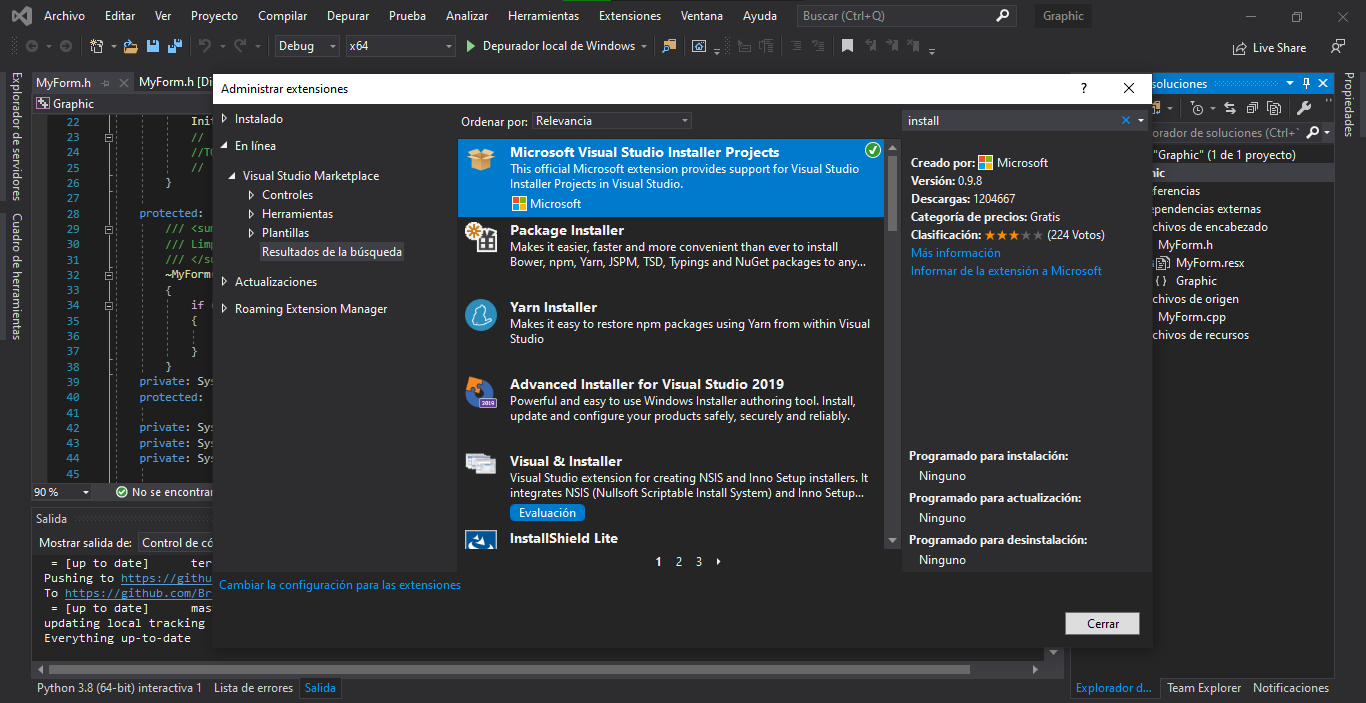 Archivo Editar Ver Proyecto Compilar Depurar Prueba Analizar Herramientas Extensiones Ventana Ayuda Buscar (Ctrl+Q) Graphic
Debug x64 Depurador local de Windows Live Share
Explorador de servidores
Cuadro de herramientas
MyForm.h MyForm.h [Di
Graphic
22 Init
23 //
24 //TO
25 //
26 }
27
28 protected:
29 /// <sum
30 /// Limp
31 /// </su
32 ~MyForm
33 {
34 if
35 {
36
37 }
38 }
39 private: Sys
40 protected:
41
42 private: Sys
43 private: Sys
44 private: Sys
45
90 % No se encontrar
Salida
Mostrar salida de: Control de có
= [up to date] ter
Pushing to https://githu
To https://github.com/Br
= [up to date] mas
updating local tracking
Everything up-to-date
Python 3.8 (64-bit) interactiva 1 Lista de errores Salida
Administrar extensiones ?
Instalado
En línea
Visual Studio Marketplace
Controles
Herramientas
Plantillas
Resultados de la búsqueda
Actualizaciones
Roaming Extension Manager
Cambiar la configuración para las extensiones
Ordenar por: Relevancia
Microsoft Visual Studio Installer Projects
This official Microsoft extension provides support for Visual Studio
Installer Projects in Visual Studio.
Microsoft
Package Installer
Makes it easier, faster and more convenient than ever to install
Bower, npm, Yarn, JSPM, TSD, Typings and NuGet packages to any...
Yarn Installer
Makes it easy to restore npm packages using Yarn from within Visual
Studio
Advanced Installer for Visual Studio 2019
Powerful and easy to use Windows Installer authoring tool. Install,
update and configure your products safely, securely and reliably.
2019
Visual & Installer
Visual Studio extension for creating NSIS and Inno Setup installers. It
integrates NSIS (Nullsoft Scriptable Install System) and Inno Setup...
Evaluación
InstallShield Lite
1 2 3
install
Creado por: Microsoft
Versión: 0.9.8
Descargas: 1204667
Categoría de precios: Gratis
Clasificación: (224 Votos)
Más información
Informar de la extensión a Microsoft
Programado para instalación:
Ninguno
Programado para actualización:
Ninguno
Programado para desinstalación:
Ninguno
Cerrar
soluciones
orador de soluciones (Ctrl+
"Graphic" (1 de 1 proyecto)
hic
ferencias
ependencias externas
rchivos de encabezado
MyForm.h
MyForm.resx
Graphic
rchivos de origen
MyForm.cpp
rchivos de recursos
Explorador d... Team Explorer Notificaciones
Propiedades